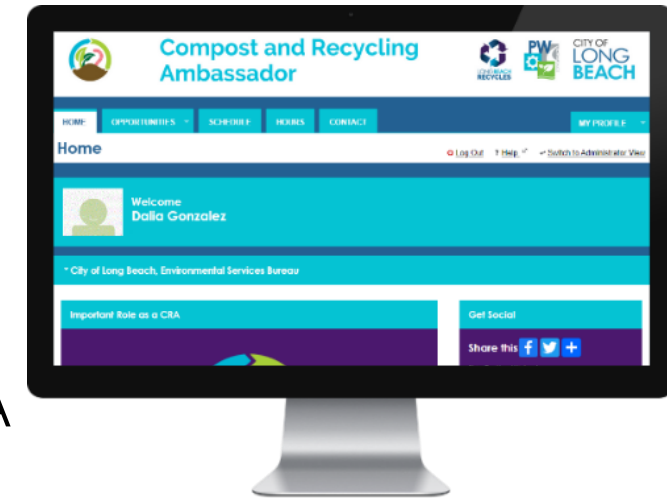 Compost and Recycling
Ambassador
LONG BEACH
RECYCLES
PW
CITY OF
LONG
BEACH
HOME OPPORTUNITIES SCHEDULE HOURS CONTACT MY PROFILE
Home
Log Out ? Help Switch to Administrator View
Welcome
Dalia Gonzalez
City of Long Beach, Environmental Services Bureau
Important Role as a CRA
Get Social
Share this
A